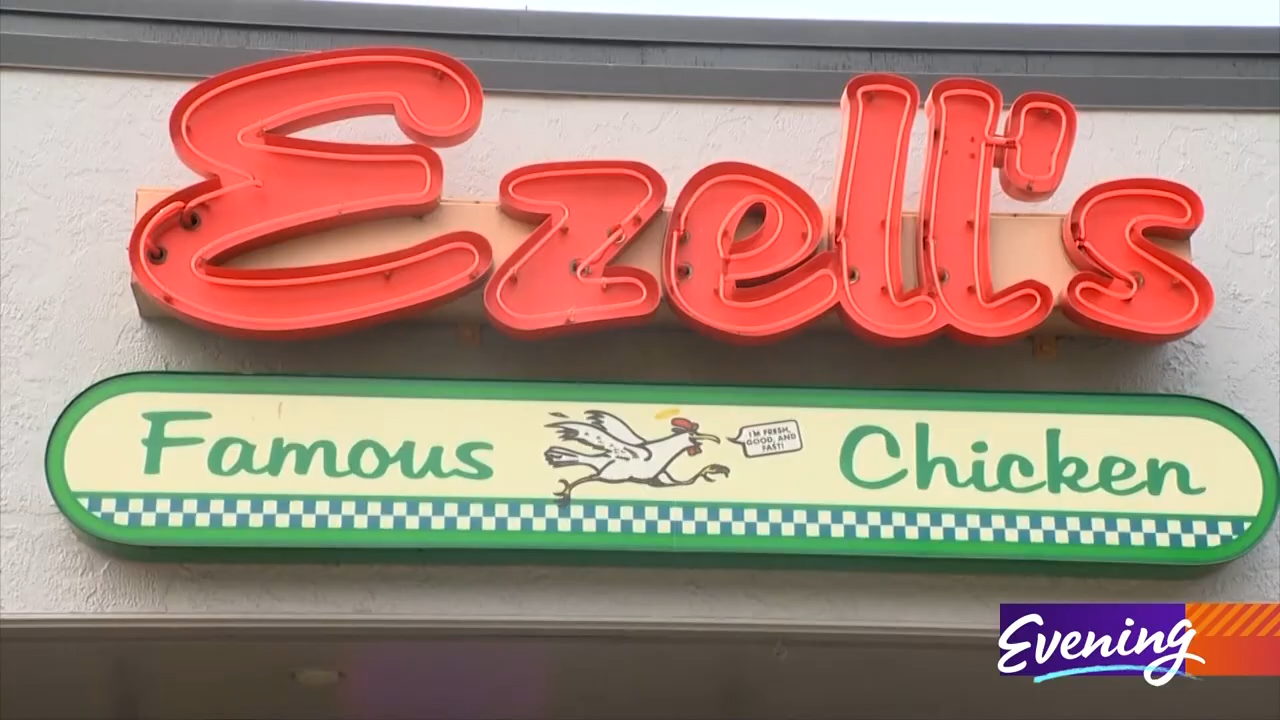 Ezell's
Famous Chicken
I'M FRESH,
GOOD, AND
FAST!
Evening